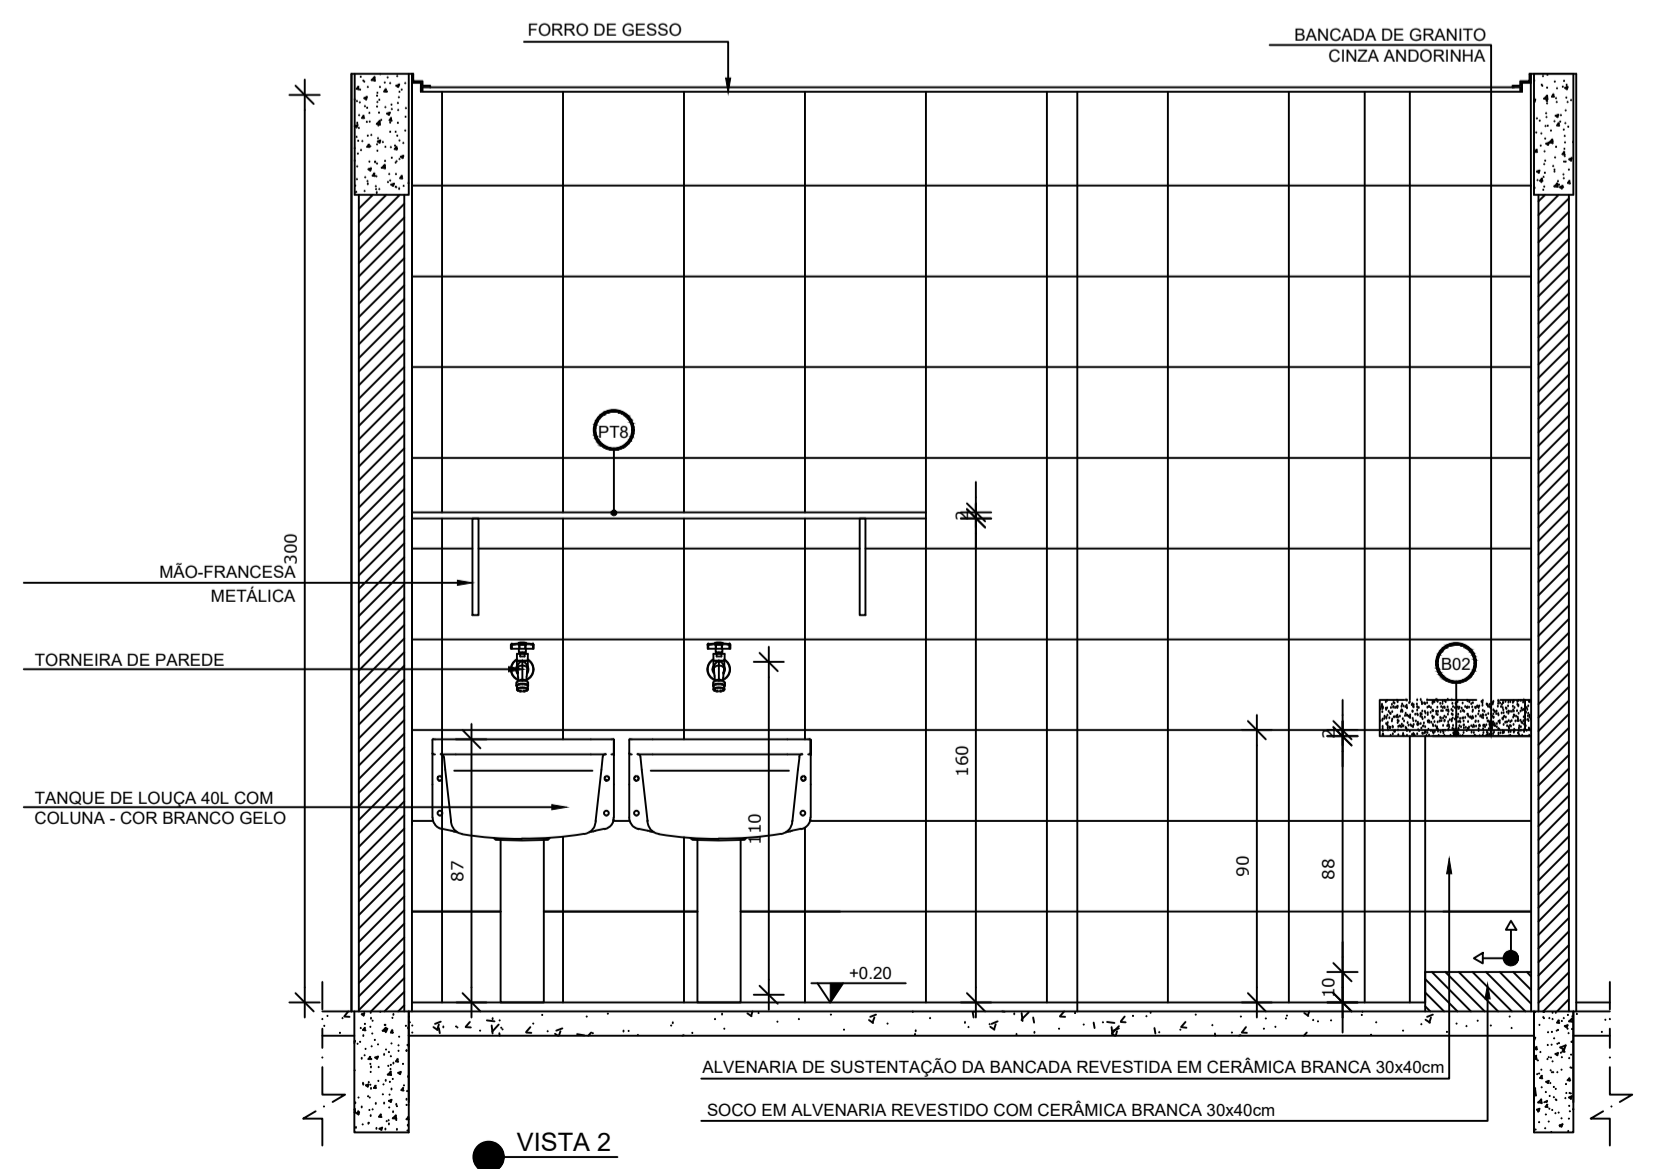 FORRO DE GESSO
BANCADA DE GRANITO
CINZA ANDORINHA
PT8
300
2
MÃO-FRANCESA
METÁLICA
TORNEIRA DE PAREDE
B02
2
160
TANQUE DE LOUÇA 40L COM
COLUNA - COR BRANCO GELO
110
87
90
88
+0.20
10
ALVENARIA DE SUSTENTAÇÃO DA BANCADA REVESTIDA EM CERÂMICA BRANCA 30x40cm
SOCO EM ALVENARIA REVESTIDO COM CERÂMICA BRANCA 30x40cm
VISTA 2